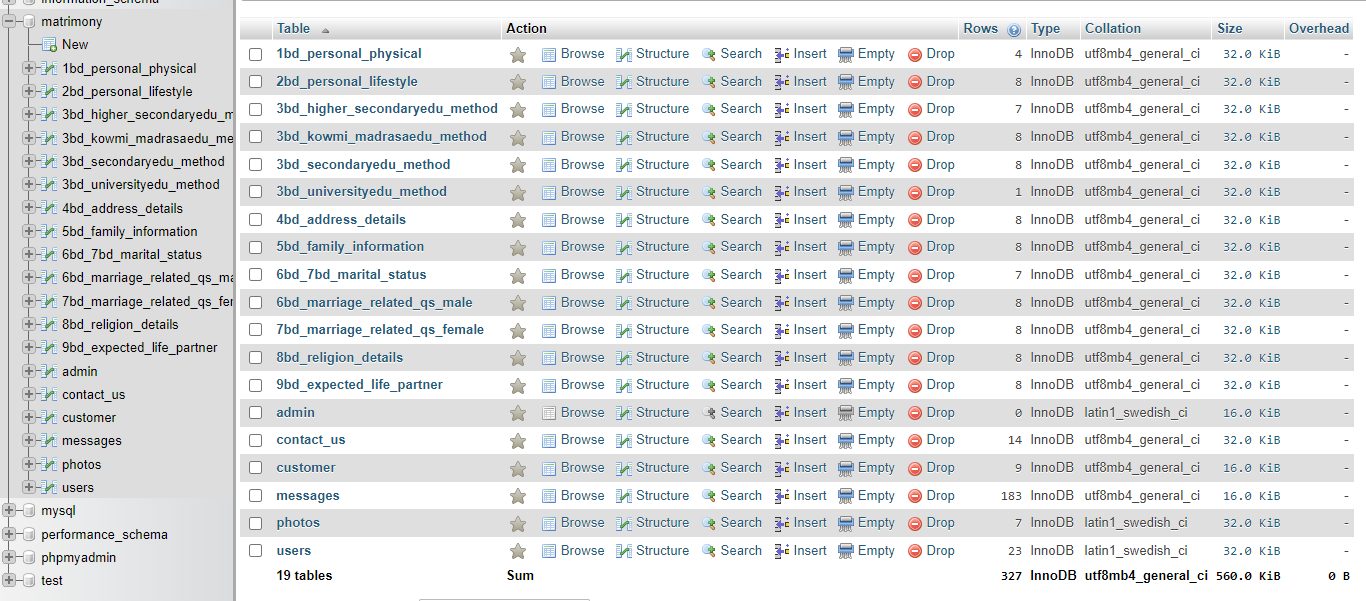 information_schema
matrimony
New
1bd_personal_physical
2bd_personal_lifestyle
3bd_higher_secondaryedu_m
3bd_kowmi_madrasaedu_me
3bd_secondaryedu_method
3bd_universityedu_method
4bd_address_details
5bd_family_information
6bd_7bd_marital_status
6bd_marriage_related_qs_ma
7bd_marriage_related_qs_fer
8bd_religion_details
9bd_expected_life_partner
admin
contact_us
customer
messages
photos
users
mysql
performance_schema
phpmyadmin
test
Table Action Rows Type Collation Size Overhead
1bd_personal_physical Browse Structure Search Insert Empty Drop 4 InnoDB utf8mb4_general_ci 32.0 KiB -
2bd_personal_lifestyle Browse Structure Search Insert Empty Drop 8 InnoDB utf8mb4_general_ci 32.0 KiB -
3bd_higher_secondaryedu_method Browse Structure Search Insert Empty Drop 7 InnoDB utf8mb4_general_ci 32.0 KiB -
3bd_kowmi_madrasaedu_method Browse Structure Search Insert Empty Drop 8 InnoDB utf8mb4_general_ci 32.0 KiB -
3bd_secondaryedu_method Browse Structure Search Insert Empty Drop 8 InnoDB utf8mb4_general_ci 32.0 KiB -
3bd_universityedu_method Browse Structure Search Insert Empty Drop 1 InnoDB utf8mb4_general_ci 32.0 KiB -
4bd_address_details Browse Structure Search Insert Empty Drop 8 InnoDB utf8mb4_general_ci 32.0 KiB -
5bd_family_information Browse Structure Search Insert Empty Drop 8 InnoDB utf8mb4_general_ci 32.0 KiB -
6bd_7bd_marital_status Browse Structure Search Insert Empty Drop 7 InnoDB utf8mb4_general_ci 32.0 KiB -
6bd_marriage_related_qs_male Browse Structure Search Insert Empty Drop 8 InnoDB utf8mb4_general_ci 32.0 KiB -
7bd_marriage_related_qs_female Browse Structure Search Insert Empty Drop 8 InnoDB utf8mb4_general_ci 32.0 KiB -
8bd_religion_details Browse Structure Search Insert Empty Drop 8 InnoDB utf8mb4_general_ci 32.0 KiB -
9bd_expected_life_partner Browse Structure Search Insert Empty Drop 8 InnoDB utf8mb4_general_ci 32.0 KiB -
admin Browse Structure Search Insert Empty Drop 0 InnoDB latin1_swedish_ci 16.0 KiB -
contact_us Browse Structure Search Insert Empty Drop 14 InnoDB utf8mb4_general_ci 32.0 KiB -
customer Browse Structure Search Insert Empty Drop 9 InnoDB utf8mb4_general_ci 16.0 KiB -
messages Browse Structure Search Insert Empty Drop 183 InnoDB utf8mb4_general_ci 16.0 KiB -
photos Browse Structure Search Insert Empty Drop 7 InnoDB latin1_swedish_ci 32.0 KiB -
users Browse Structure Search Insert Empty Drop 23 InnoDB latin1_swedish_ci 32.0 KiB -
19 tables Sum 327 InnoDB utf8mb4_general_ci 560.0 KiB 0 B